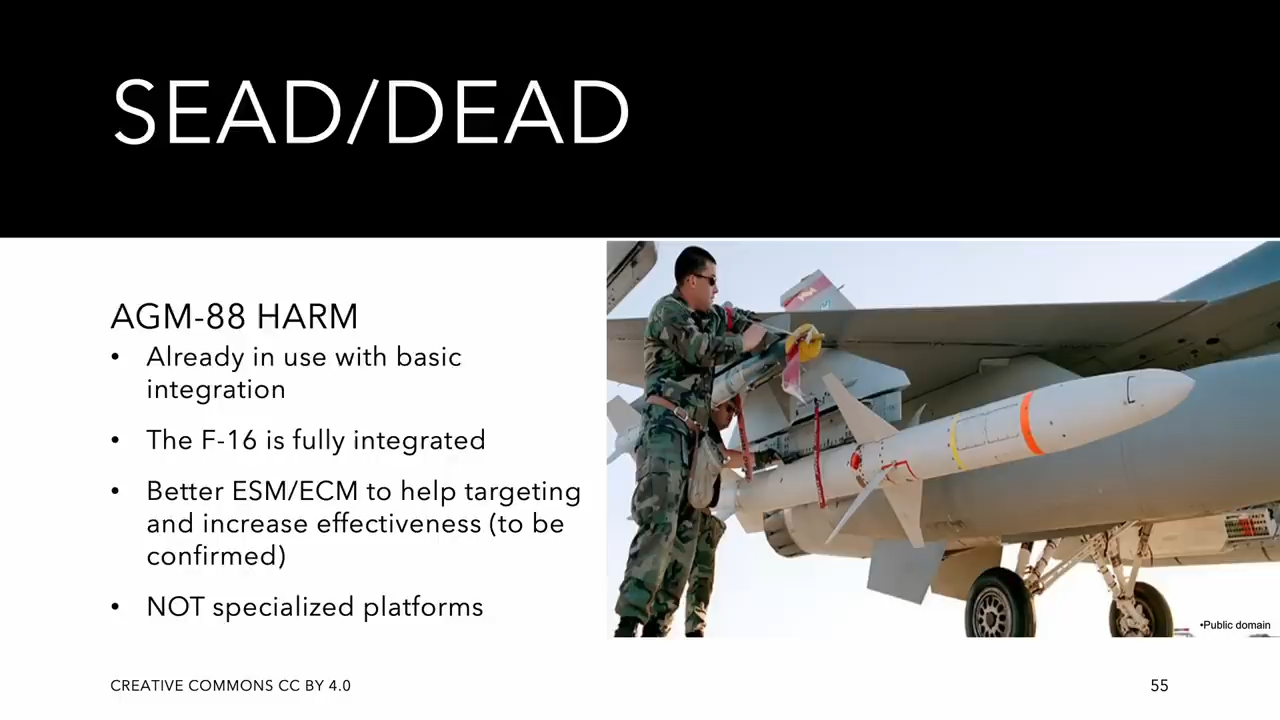 SEAD/DEAD
AGM-88 HARM
• Already in use with basic
integration
• The F-16 is fully integrated
• Better ESM/ECM to help targeting
and increase effectiveness (to be
confirmed)
• NOT specialized platforms
•Public domain
CREATIVE COMMONS CC BY 4.0
55